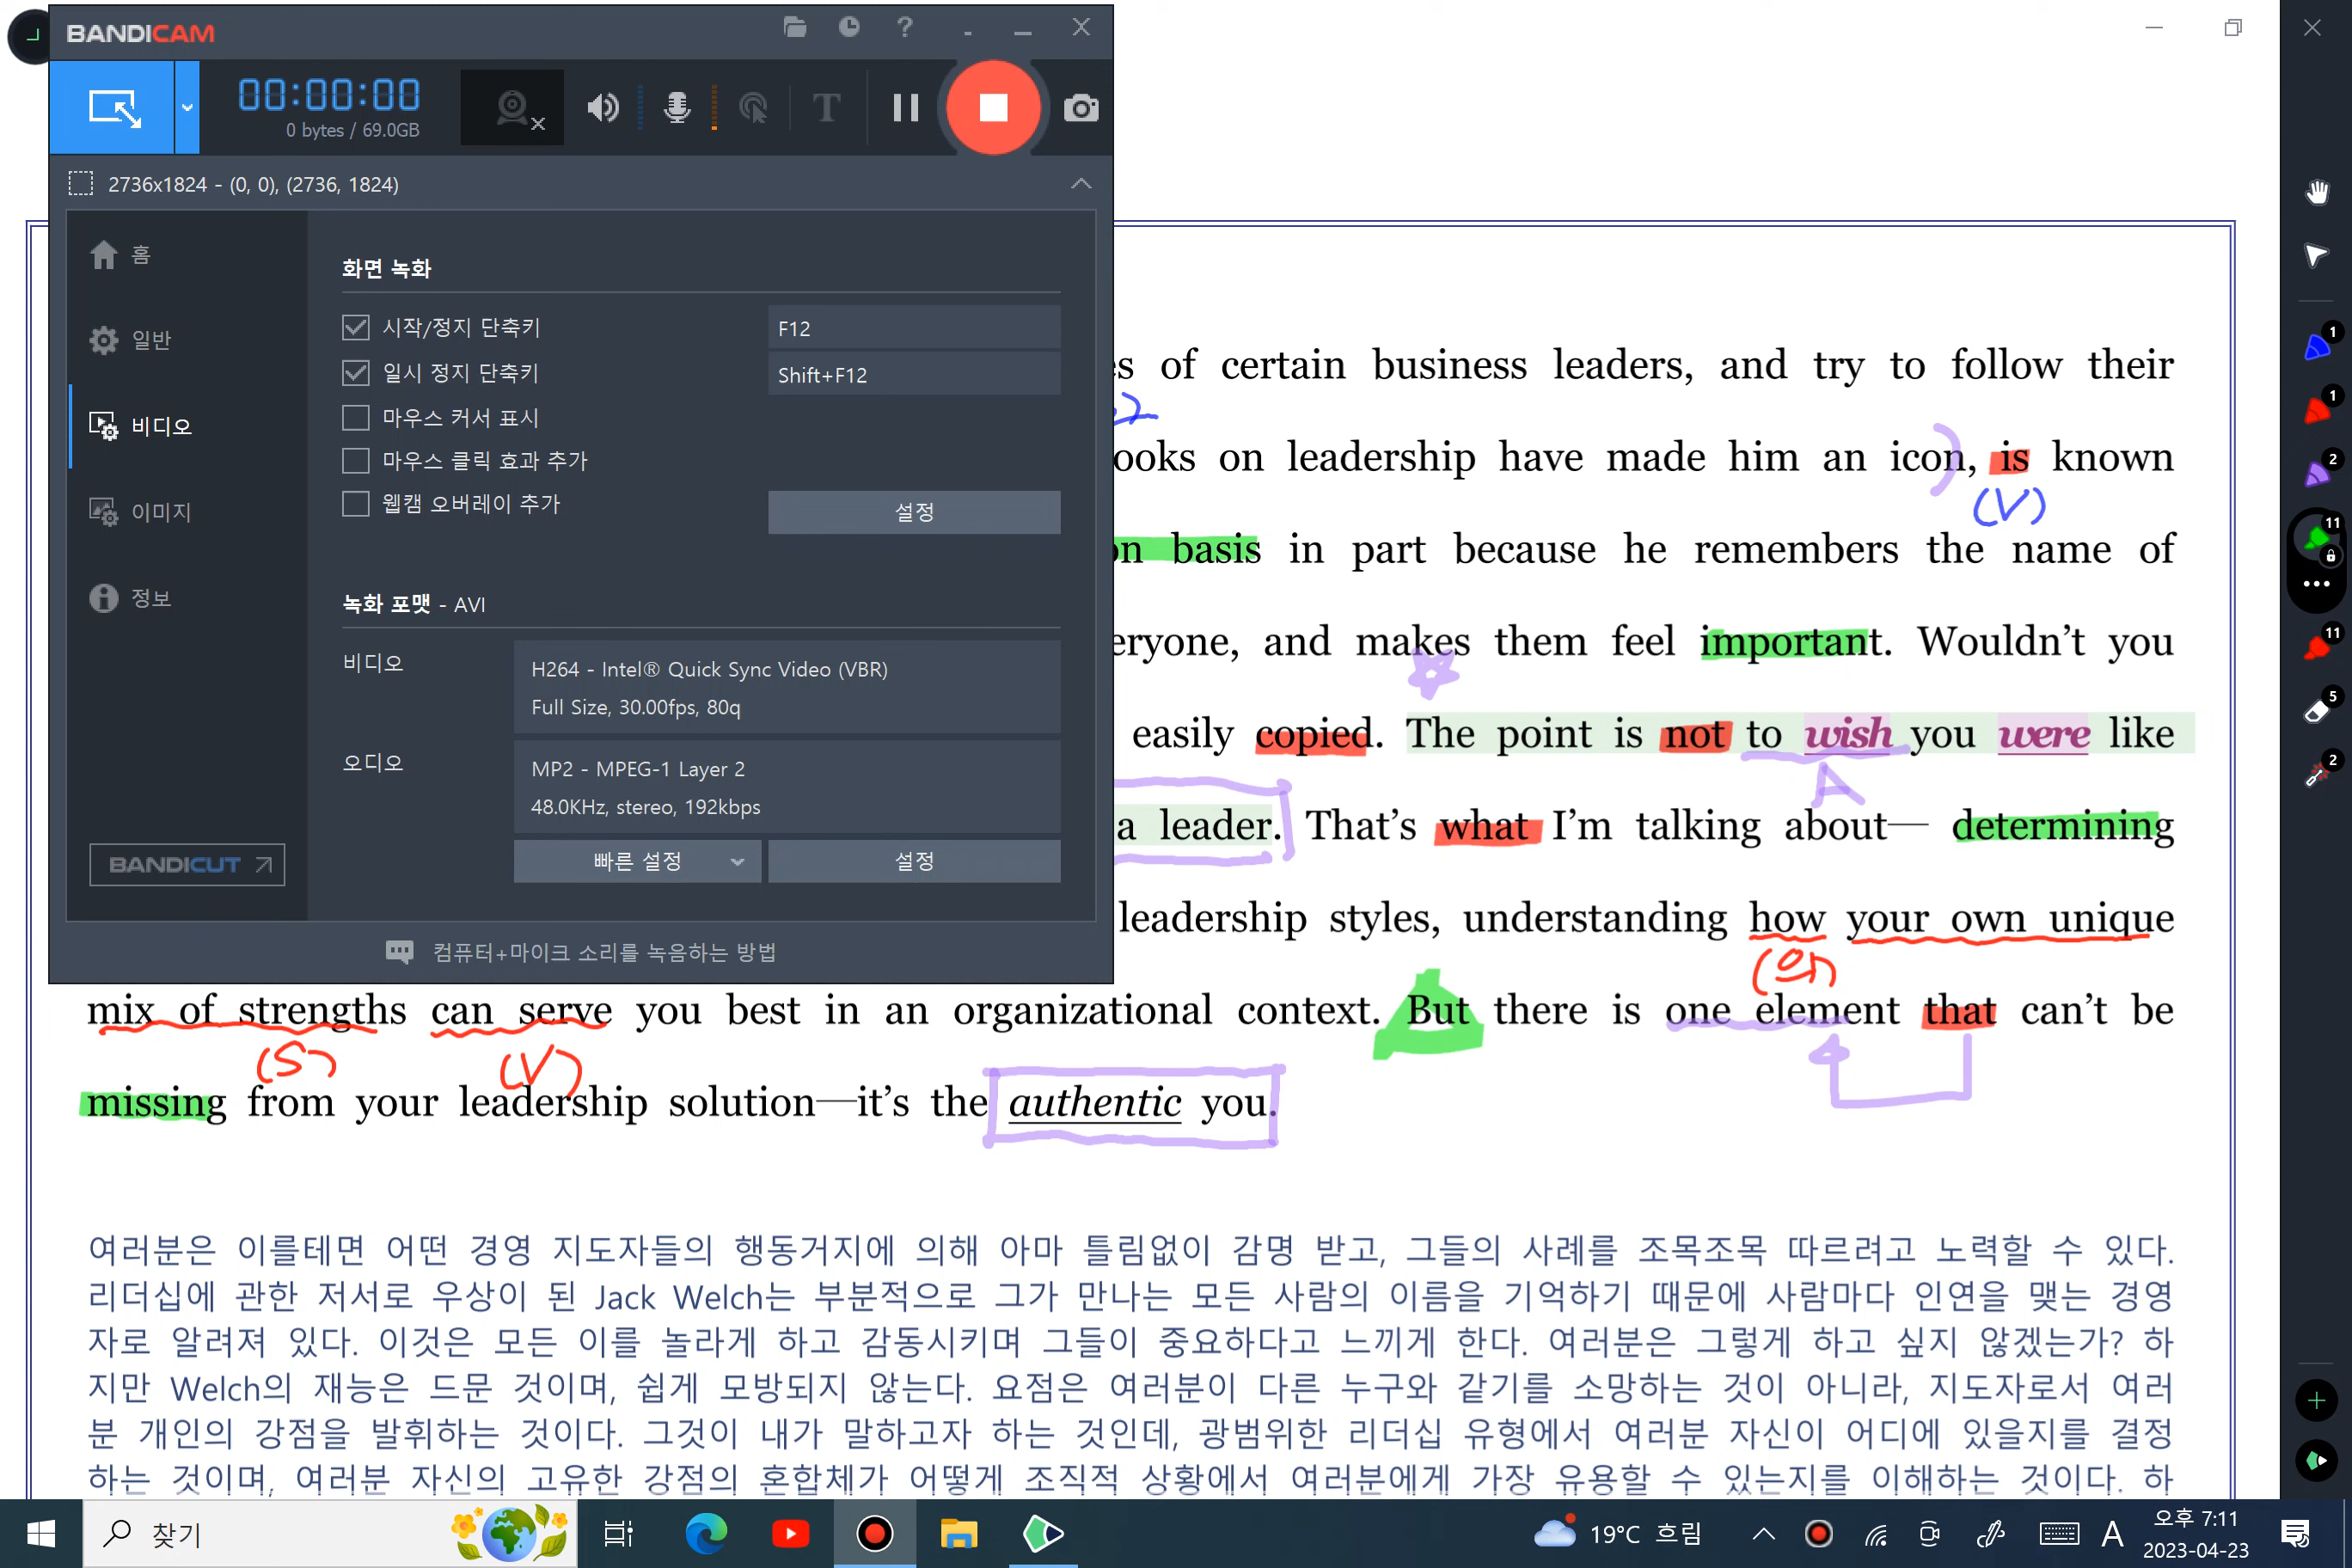 BANDICAM
00:00:00
0 bytes / 69.0GB
T
2736x1824 - (0, 0), (2736, 1824)
홈
일반
비디오
이미지
정보
BANDICUT
화면 녹화
시작/정지 단축키 F12
일시 정지 단축키 Shift+F12
마우스 커서 표시
마우스 클릭 효과 추가
웹캠 오버레이 추가 설정
녹화 포맷 - AVI
비디오
H264 - Intel® Quick Sync Video (VBR)
Full Size, 30.00fps, 80q
오디오
MP2 - MPEG-1 Layer 2
48.0KHz, stereo, 192kbps
빠른 설정 설정
컴퓨터+마이크 소리를 녹음하는 방법
of certain business leaders, and try to follow their
ooks on leadership have made him an icon, is known
(V)
on basis in part because he remembers the name of
eryone, and makes them feel important. Wouldn't you
easily copied. The point is not to wish you were like
A
a leader. That's what I'm talking about— determining
leadership styles, understanding how your own unique
(의)
mix of strengths can serve you best in an organizational context. But there is one element that can't be
(S) (V)
missing from your leadership solution—it's the authentic you.
여러분은 이를테면 어떤 경영 지도자들의 행동거지에 의해 아마 틀림없이 감명 받고, 그들의 사례를 조목조목 따르려고 노력할 수 있다.
리더십에 관한 저서로 우상이 된 Jack Welch는 부분적으로 그가 만나는 모든 사람의 이름을 기억하기 때문에 사람마다 인연을 맺는 경영
자로 알려져 있다. 이것은 모든 이를 놀라게 하고 감동시키며 그들이 중요하다고 느끼게 한다. 여러분은 그렇게 하고 싶지 않겠는가? 하
지만 Welch의 재능은 드문 것이며, 쉽게 모방되지 않는다. 요점은 여러분이 다른 누구와 같기를 소망하는 것이 아니라, 지도자로서 여러
분 개인의 강점을 발휘하는 것이다. 그것이 내가 말하고자 하는 것인데, 광범위한 리더십 유형에서 여러분 자신이 어디에 있을지를 결정
하는 것이며, 여러분 자신의 고유한 강점의 혼합체가 어떻게 조직적 상황에서 여러분에게 가장 유용할 수 있는지를 이해하는 것이다. 하
1
1
2
11
11
5
2
찾기
19°C 흐림
A
오후 7:11
2023-04-23